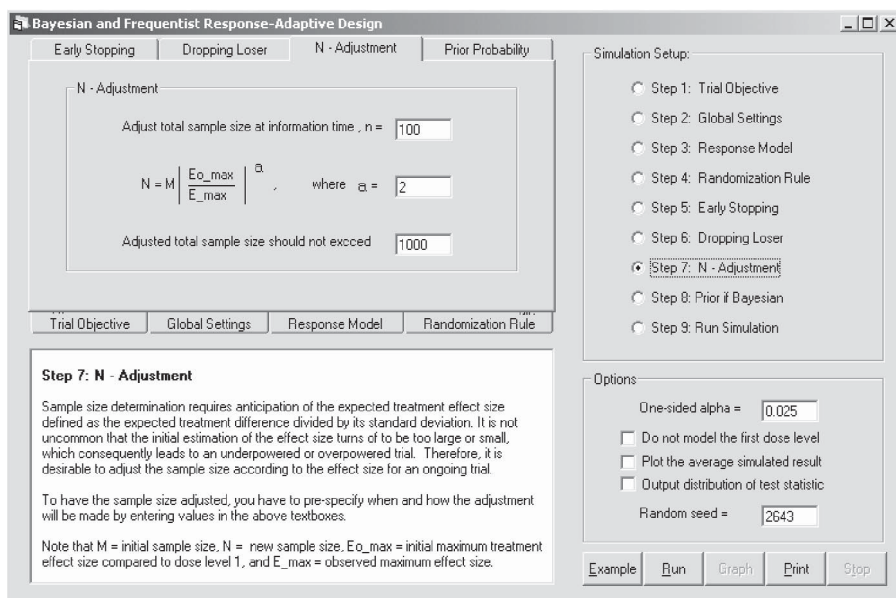 Bayesian and Frequentist Response-Adaptive Design
Early Stopping
Dropping Loser
N - Adjustment
Prior Probability
N - Adjustment
Adjust total sample size at information time , n = 100
N = M | Eo_max / E_max | a , where a = 2
Adjusted total sample size should not excced 1000
Trial Objective
Global Settings
Response Model
Randomization Rule
Step 7: N - Adjustment
Sample size determination requires anticipation of the expected treatment effect size
defined as the expected treatment difference divided by its standard deviation. It is not
uncommon that the initial estimation of the effect size turns of to be too large or small,
which consequently leads to an underpowered or overpowered trial. Therefore, it is
desirable to adjust the sample size according to the effect size for an ongoing trial.
To have the sample size adjusted, you have to pre-specify when and how the adjustment
will be made by entering values in the above textboxes.
Note that M = initial sample size, N = new sample size, Eo_max = initial maximum treatment
effect size compared to dose level 1, and E_max = observed maximum effect size.
Simulation Setup:
Step 1: Trial Objective
Step 2: Global Settings
Step 3: Response Model
Step 4: Randomization Rule
Step 5: Early Stopping
Step 6: Dropping Loser
Step 7: N - Adjustment
Step 8: Prior if Bayesian
Step 9: Run Simulation
Options
One-sided alpha = 0.025
Do not model the first dose level
Plot the average simulated result
Output distribution of test statistic
Random seed = 2643
Example
Run
Graph
Print
Stop